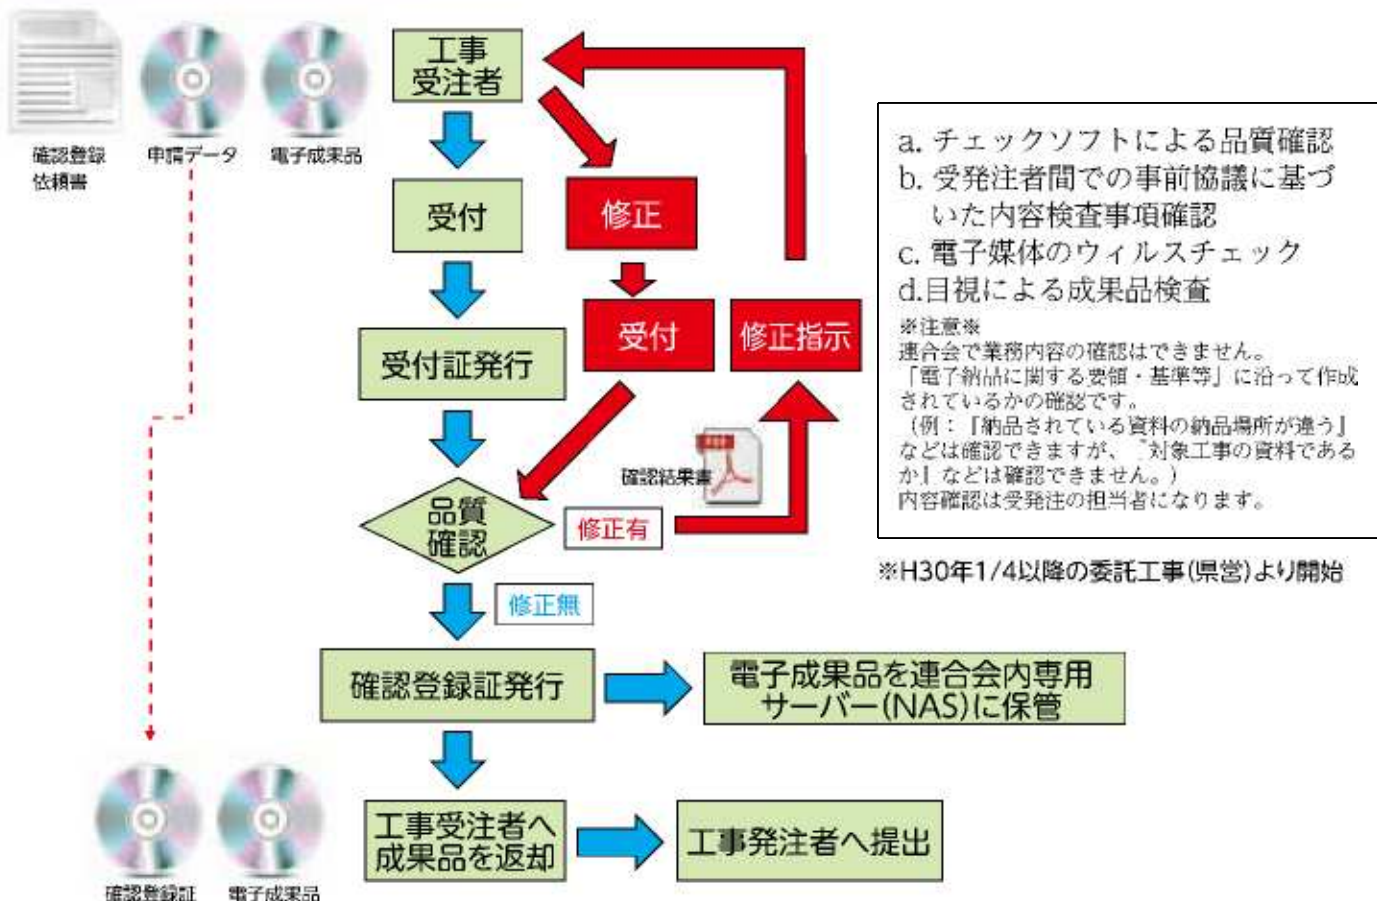 確認登録
依頼書
申請データ
電子成果品
工事
受注者
受付
修正
受付証発行
受付
修正指示
確認結果書
品質
確認
修正有
修正無
確認登録証発行
電子成果品を連合会内専用
サーバー(NAS)に保管
工事受注者へ
成果品を返却
工事発注者へ提出
確認登録証
電子成果品
a. チェックソフトによる品質確認
b. 受発注者間での事前協議に基づ
いた内容検査事項確認
c. 電子媒体のウィルスチェック
d.目視による成果品検査
※注意※
連合会で業務内容の確認はできません。
「電子納品に関する要領・基準等」に沿って作成
されているかの確認です。
(例：『納品されている資料の納品場所が違う』
などは確認できますが、『対象工事の資料である
か』などは確認できません。)
内容確認は受発注の担当者になります。
※H30年1/4以降の委託工事(県営)より開始